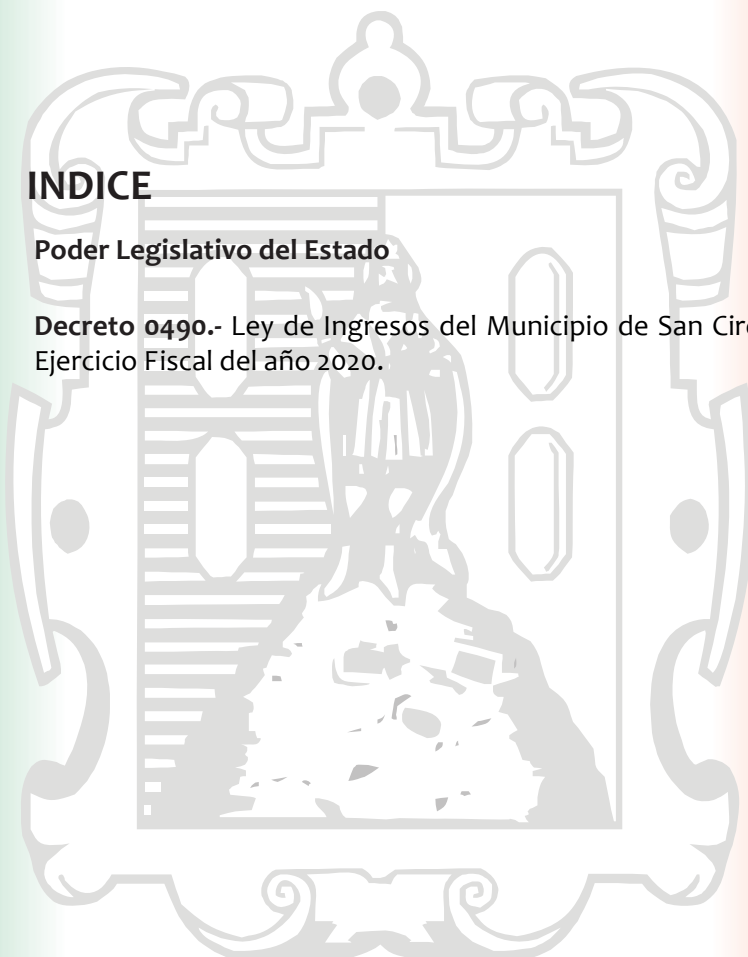 INDICE
Poder Legislativo del Estado
Decreto 0490.- Ley de Ingresos del Municipio de San
Ejercicio Fiscal del año 2020.